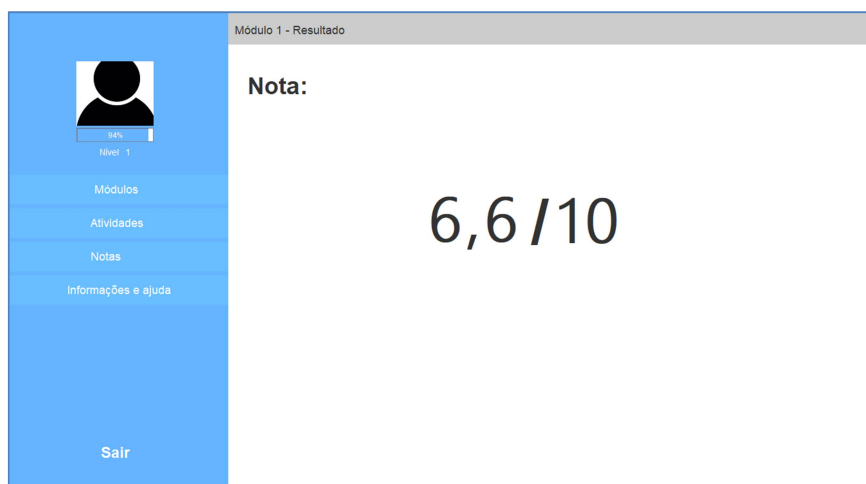 94%
Nível 1
Módulos
Atividades
Notas
Informações e ajuda
Sair
Módulo 1 - Resultado
Nota:
6,6 /10